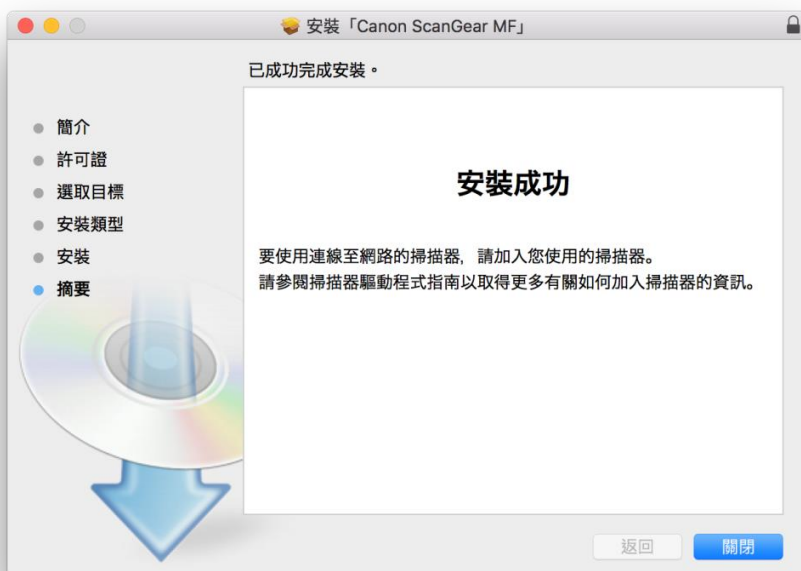 安裝「Canon ScanGear MF」
已成功完成安裝。
簡介
許可證
選取目標
安裝類型
安裝
摘要
安裝成功
要使用連線至網路的掃描器，請加入您使用的掃描器。
請參閱掃描器驅動程式指南以取得更多有關如何加入掃描器的資訊。
返回
關閉